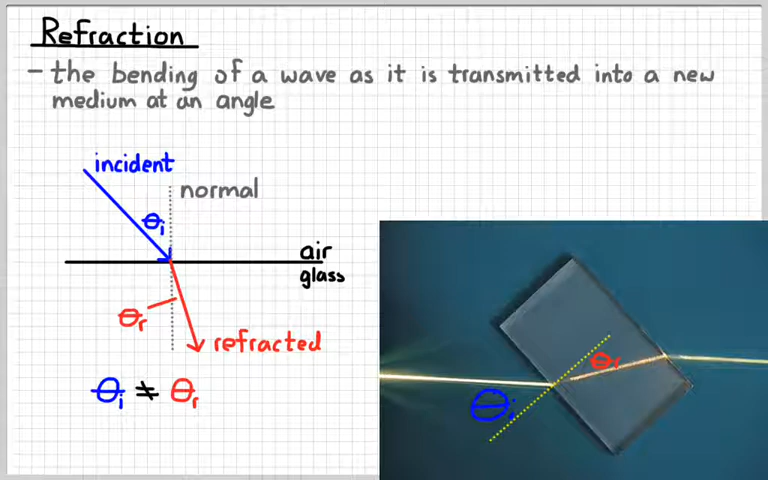 Refraction
- the bending of a wave as it is transmitted into a new
medium at an angle
incident
normal
θi
air
glass
θr
refracted
θi ≠ θr
θr
θi